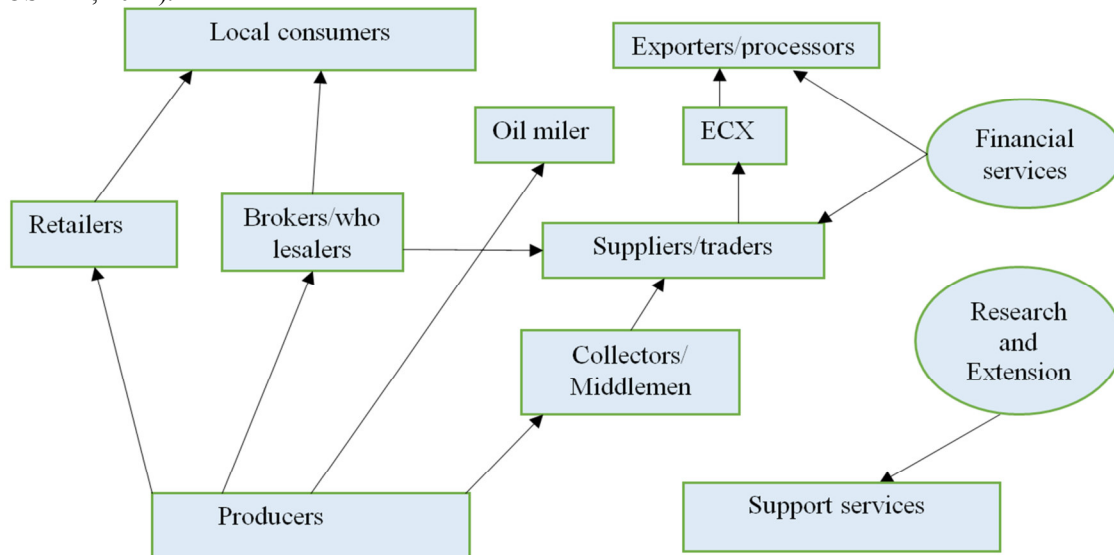 Local consumers
Exporters/processors
Oil miler
ECX
Financial
services
Retailers
Brokers/who
lesalers
Suppliers/traders
Research
and
Extension
Collectors/
Middlemen
Producers
Support services